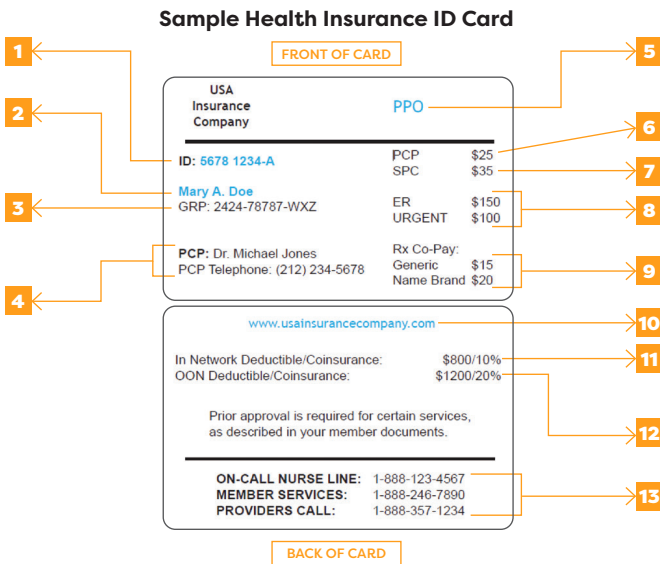 Sample Health Insurance ID Card
FRONT OF CARD
1
2
3
4
5
6
7
8
9
USA
Insurance
Company
PPO
ID: 5678 1234-A
Mary A. Doe
GRP: 2424-78787-WXZ
PCP: Dr. Michael Jones
PCP Telephone: (212) 234-5678
PCP $25
SPC $35
ER $150
URGENT $100
Rx Co-Pay:
Generic $15
Name Brand $20
www.usainsurancecompany.com
10
In Network Deductible/Coinsurance: $800/10%
11
OON Deductible/Coinsurance: $1200/20%
12
Prior approval is required for certain services,
as described in your member documents.
ON-CALL NURSE LINE: 1-888-123-4567
MEMBER SERVICES: 1-888-246-7890
PROVIDERS CALL: 1-888-357-1234
13
BACK OF CARD